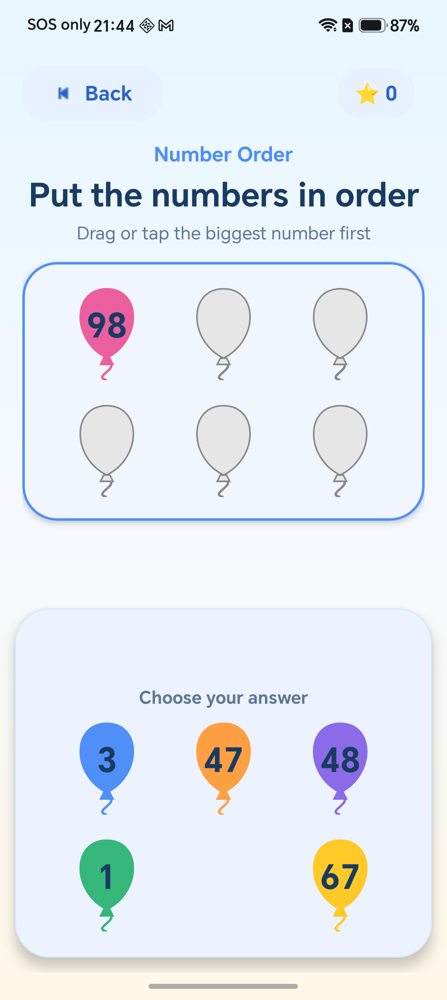 SOS only 21:44 87%
Back
0
Number Order
Put the numbers in order
Drag or tap the biggest number first
98
Choose your answer
3 47 48
1 67